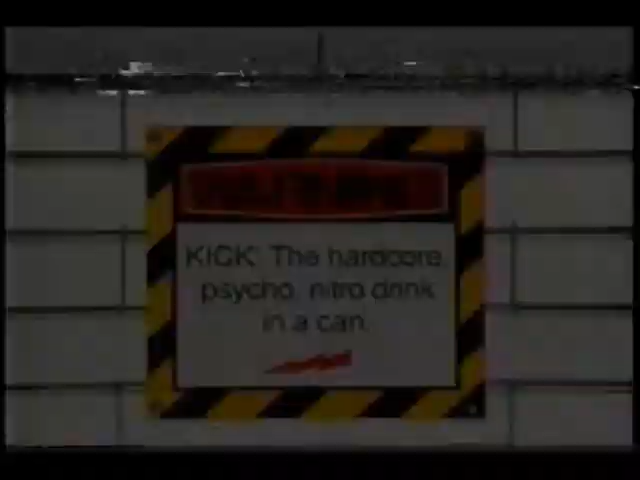 KICK: The hardcore,
psycho, nitro drink
in a can.